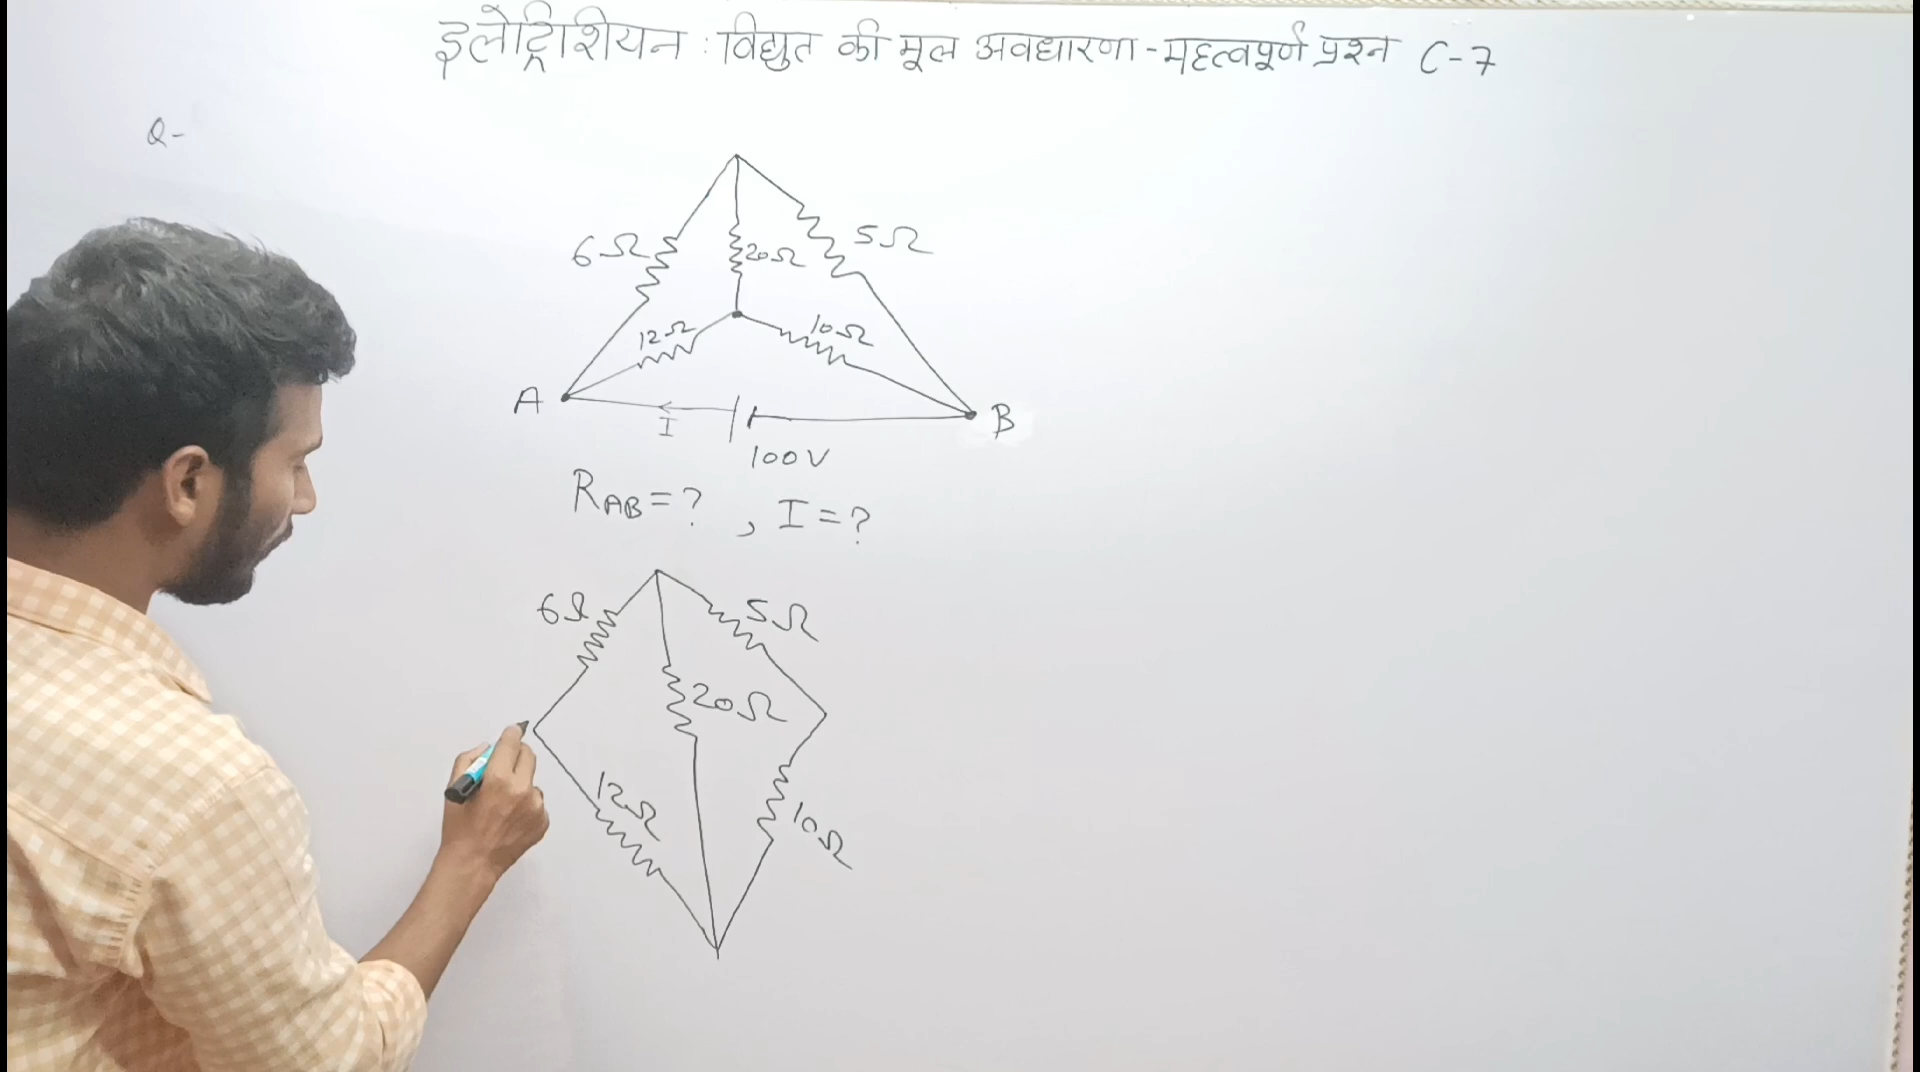 इलेट्रिशियन : विद्युत की मूल अवधारणा - महत्वपूर्ण प्रश्न C-7
Q-
6Ω
20Ω
5Ω
12Ω
10Ω
A
I
B
100V
RAB = ? , I = ?
6Ω
5Ω
20Ω
12Ω
10Ω